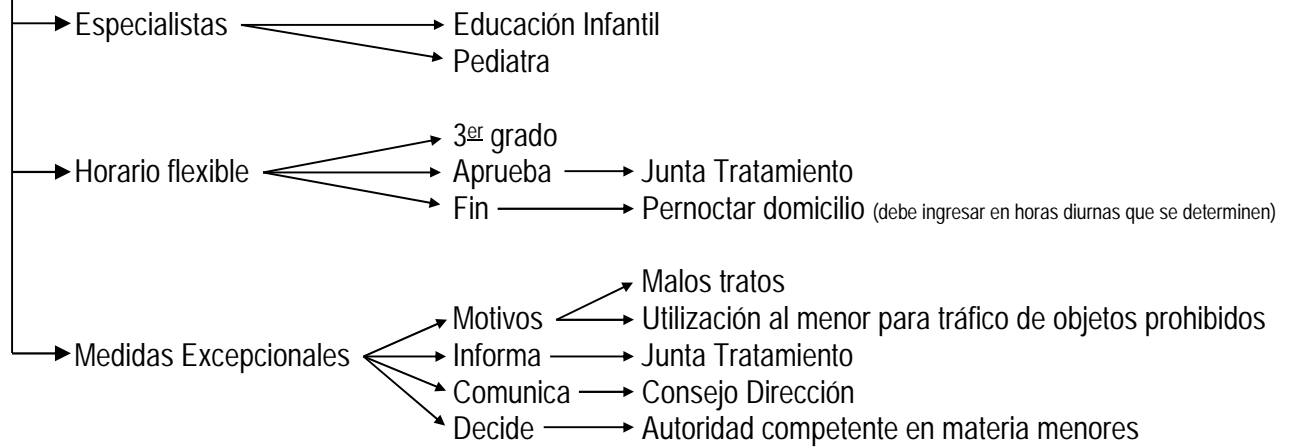 Especialistas Educación Infantil
Pediatra
3er grado
Horario flexible Aprueba Junta Tratamiento
Fin Pernoctar domicilio (debe ingresar en horas diurnas que se determinen)
Malos tratos
Motivos Utilización al menor para tráfico de objetos prohibidos
Medidas Excepcionales Informa Junta Tratamiento
Comunica Consejo Dirección
Decide Autoridad competente en materia menores